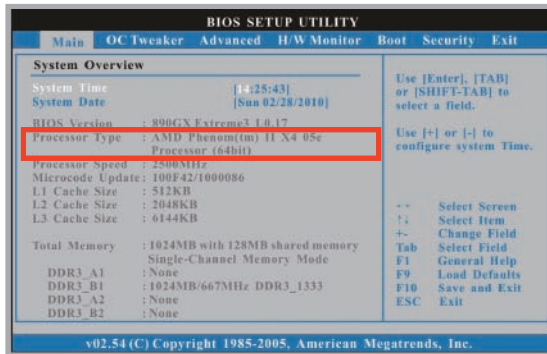 BIOS SETUP UTILITY
Main OC Tweaker Advanced H/W Monitor Boot Security Exit
System Overview
System Time [14:25:43]
System Date [Sun 02/28/2010]
BIOS Version : 890GX Extreme3 L0.17
Processor Type : AMD Phenom(tm) II X4 05e
Processor (64bit)
Processor Speed : 2500MHz
Microcode Update : 100F42/1000086
L1 Cache Size : 512KB
L2 Cache Size : 2048KB
L3 Cache Size : 6144KB
Total Memory : 1024MB with 128MB shared memory
Single-Channel Memory Mode
DDR3_A1 : None
DDR3_B1 : 1024MB/667MHz DDR3_1333
DDR3_A2 : None
DDR3_B2 : None
Use [Enter], [TAB]
or [SHIFT-TAB] to
select a field.
Use [+] or [-] to
configure system Time.
Select Screen
↑↓ Select Item
+- Change Field
Tab Select Field
F1 General Help
F9 Load Defaults
F10 Save and Exit
ESC Exit
v02.54 (C) Copyright 1985-2005, American Megatrends, Inc.